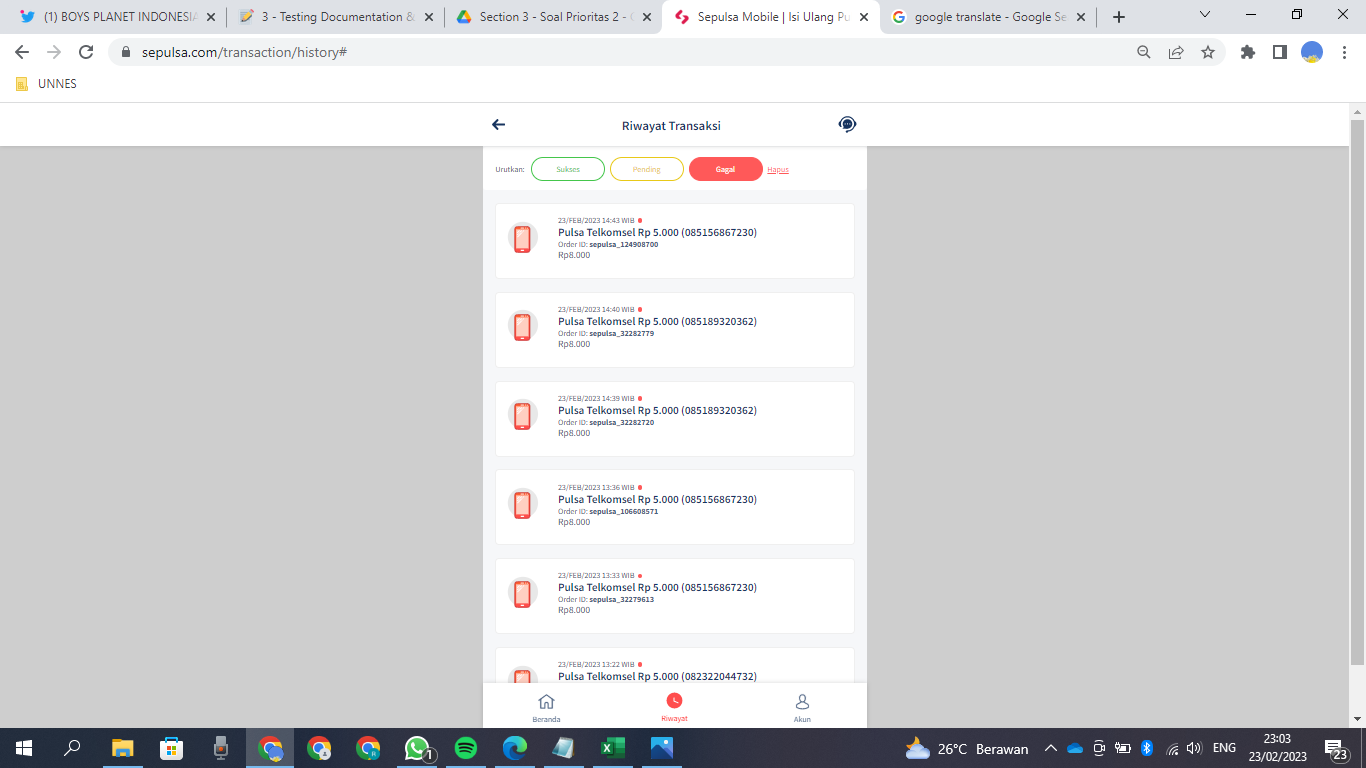 (1) BOYS PLANET INDONESIA
3 - Testing Documentation &
Section 3 - Soal Prioritas 2 -
Sepulsa Mobile | Isi Ulang Pu
google translate - Google Se
sepulsa.com/transaction/history#
UNNES
Riwayat Transaksi
Urutkan: Sukses Pending Gagal Hapus
23/FEB/2023 14:43 WIB
Pulsa Telkomsel Rp 5.000 (085156867230)
Order ID: sepulsa_124908700
Rp8.000
23/FEB/2023 14:40 WIB
Pulsa Telkomsel Rp 5.000 (085189320362)
Order ID: sepulsa_32282779
Rp8.000
23/FEB/2023 14:39 WIB
Pulsa Telkomsel Rp 5.000 (085189320362)
Order ID: sepulsa_32282720
Rp8.000
23/FEB/2023 13:36 WIB
Pulsa Telkomsel Rp 5.000 (085156867230)
Order ID: sepulsa_106608571
Rp8.000
23/FEB/2023 13:33 WIB
Pulsa Telkomsel Rp 5.000 (085156867230)
Order ID: sepulsa_32279613
Rp8.000
23/FEB/2023 13:22 WIB
Pulsa Telkomsel Rp 5.000 (082322044732)
Beranda Riwayat Akun
1
26°C Berawan
ENG
23:03
23/02/2023
23